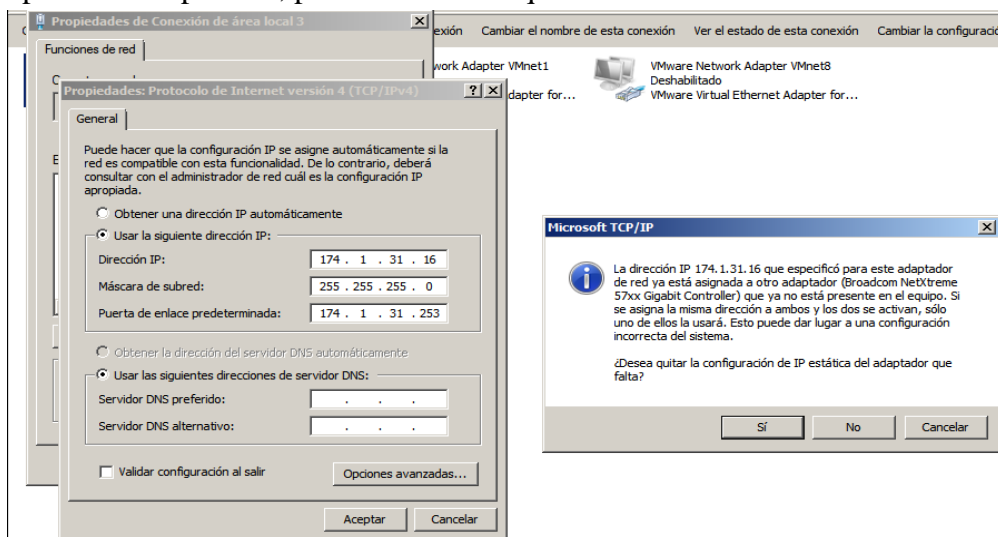 Propiedades de Conexión de área local 3
Funciones de red
exión Cambiar el nombre de esta conexión Ver el estado de esta conexión Cambiar la configuració
work Adapter VMnet1
dapter for...
VMware Network Adapter VMnet8
Deshabilitado
VMware Virtual Ethernet Adapter for...
Propiedades: Protocolo de Internet versión 4 (TCP/IPv4)
General
Puede hacer que la configuración IP se asigne automáticamente si la
red es compatible con esta funcionalidad. De lo contrario, deberá
consultar con el administrador de red cuál es la configuración IP
apropiada.
Obtener una dirección IP automáticamente
Usar la siguiente dirección IP:
Dirección IP: 174 . 1 . 31 . 16
Máscara de subred: 255 . 255 . 255 . 0
Puerta de enlace predeterminada: 174 . 1 . 31 . 253
Obtener la dirección del servidor DNS automáticamente
Usar las siguientes direcciones de servidor DNS:
Servidor DNS preferido: . . .
Servidor DNS alternativo: . . .
Validar configuración al salir
Opciones avanzadas...
Aceptar Cancelar
Microsoft TCP/IP
La dirección IP 174.1.31.16 que especificó para este adaptador
de red ya está asignada a otro adaptador (Broadcom NetXtreme
57xx Gigabit Controller) que ya no está presente en el equipo. Si
se asigna la misma dirección a ambos y los dos se activan, sólo
uno de ellos la usará. Esto puede dar lugar a una configuración
incorrecta del sistema.
¿Desea quitar la configuración de IP estática del adaptador que
falta?
Sí No Cancelar